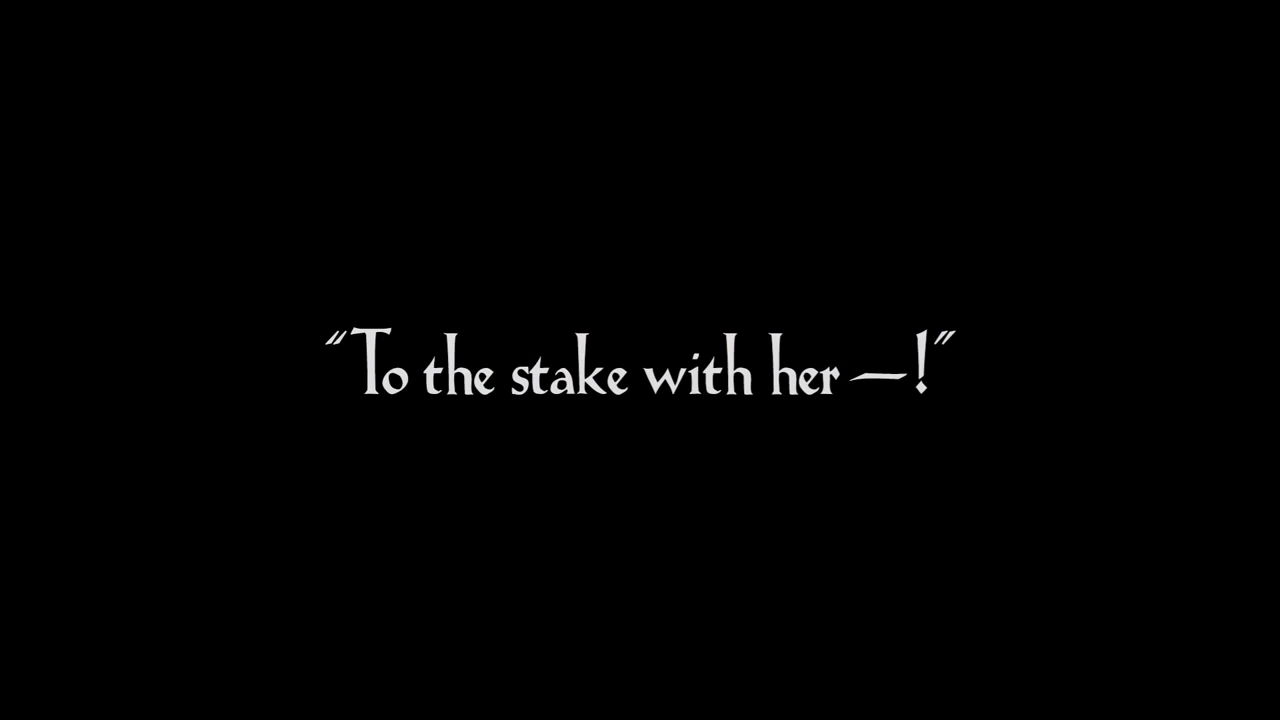 “To the stake with her —!”